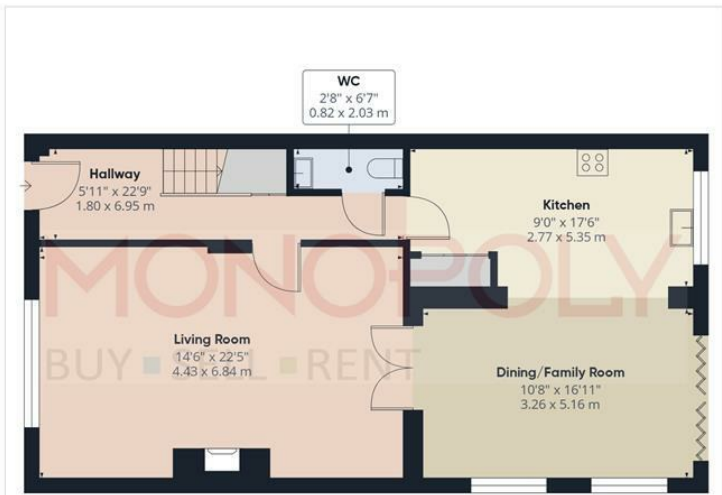 WC
2'8" x 6'7"
0.82 x 2.03 m
Hallway
5'11" x 22'9"
1.80 x 6.95 m
Kitchen
9'0" x 17'6"
2.77 x 5.35 m
MONOPOLY
BUY SELL RENT
Living Room
14'6" x 22'5"
4.43 x 6.84 m
Dining/Family Room
10'8" x 16'11"
3.26 x 5.16 m